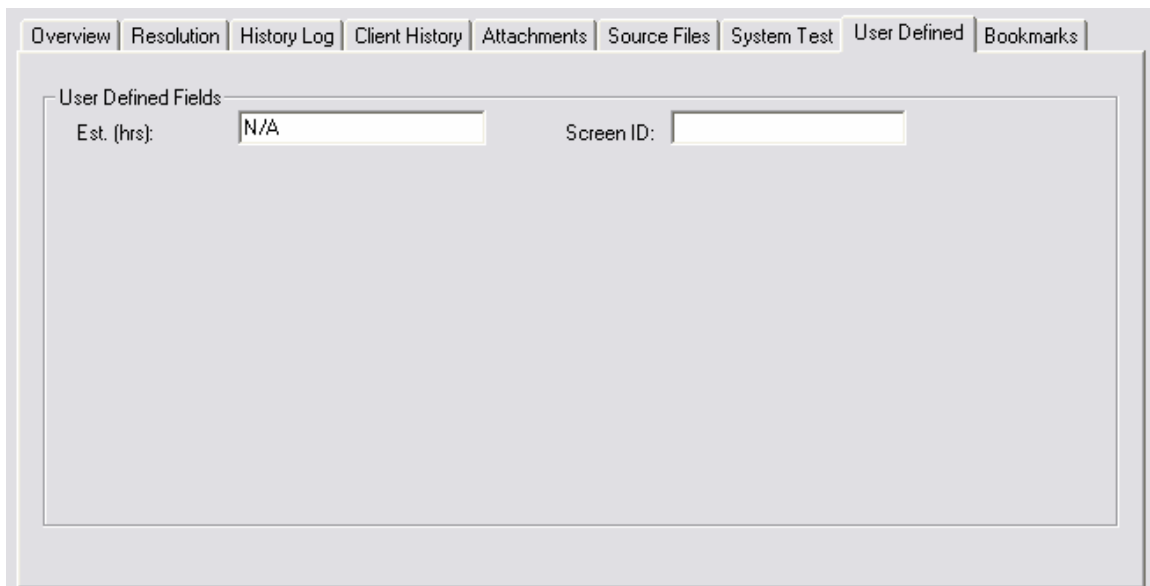 Overview Resolution History Log Client History Attachments Source Files System Test User Defined Bookmarks
User Defined Fields
Est. (hrs): N/A Screen ID: